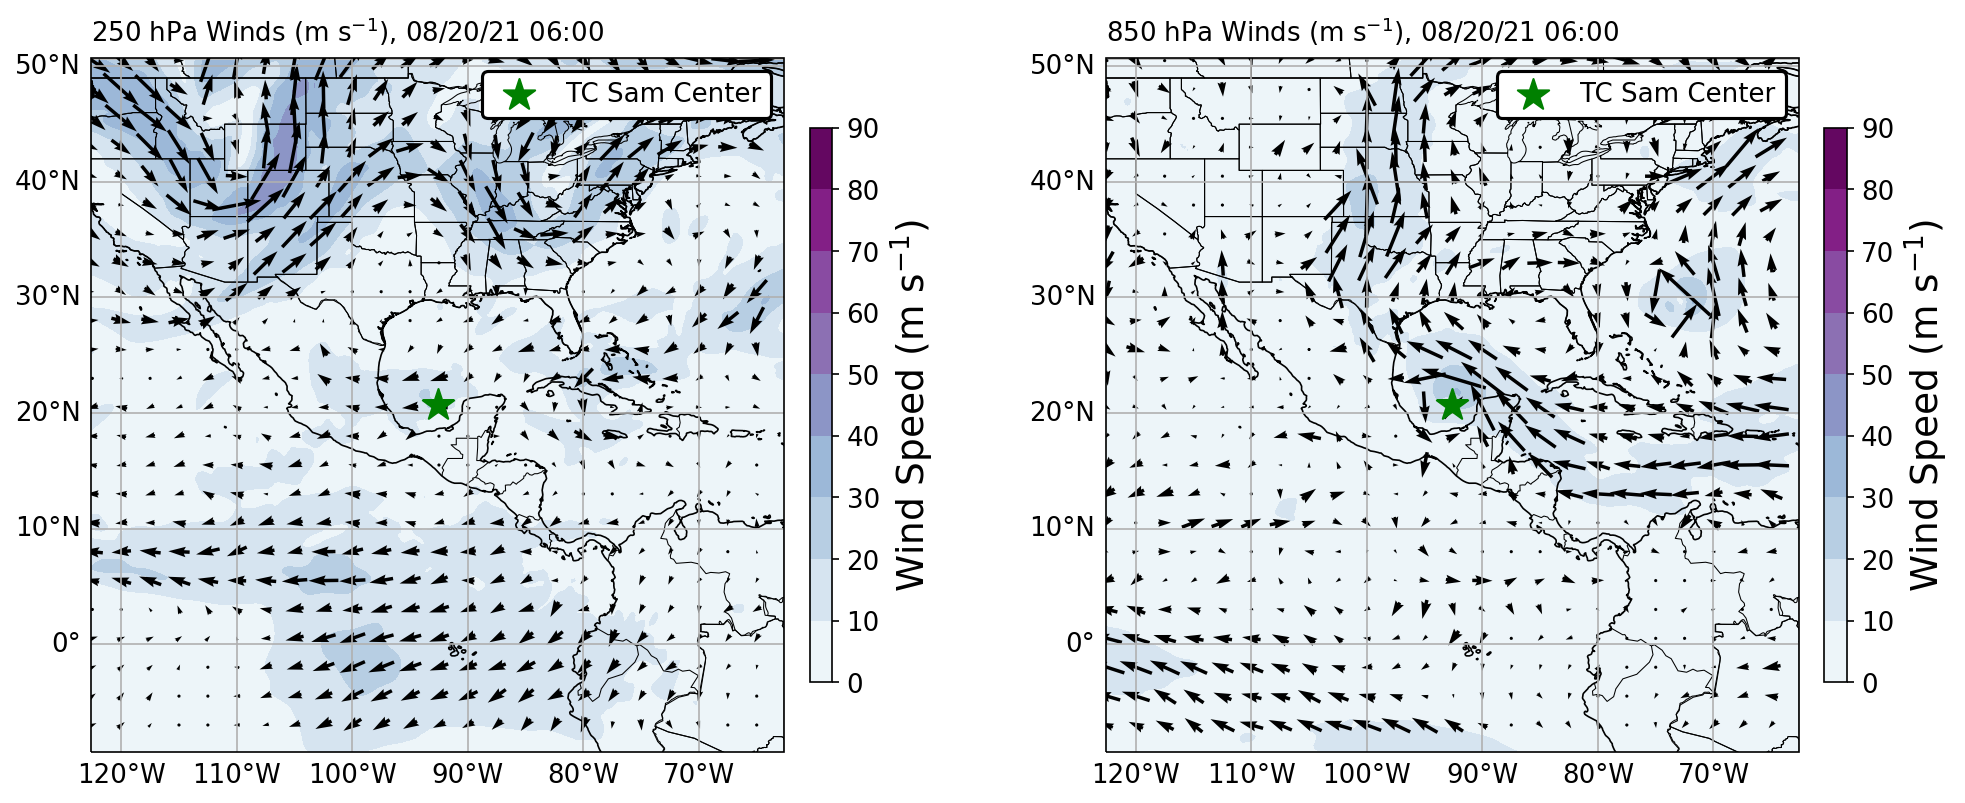 250 hPa Winds (m s⁻¹), 08/20/21 06:00
TC Sam Center
50°N
40°N
30°N
20°N
10°N
0°
120°W 110°W 100°W 90°W 80°W 70°W
90
80
70
60
50
40
30
20
10
0
Wind Speed (m s⁻¹)
850 hPa Winds (m s⁻¹), 08/20/21 06:00
TC Sam Center
50°N
40°N
30°N
20°N
10°N
0°
120°W 110°W 100°W 90°W 80°W 70°W
90
80
70
60
50
40
30
20
10
0
Wind Speed (m s⁻¹)